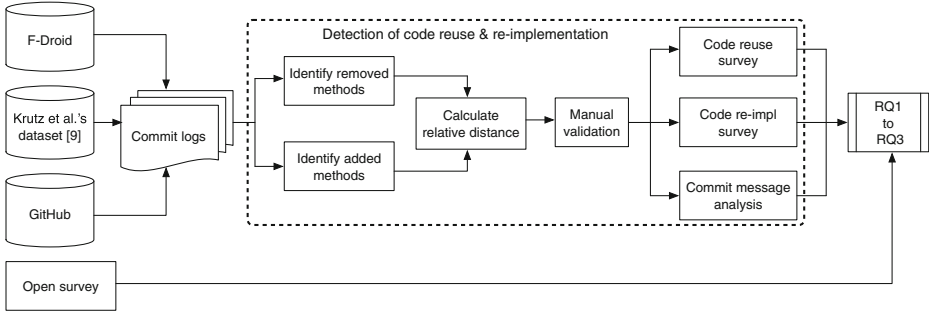 F-Droid
Krutz et al.'s
dataset [9]
GitHub
Open survey
Commit logs
Detection of code reuse & re-implementation
Identify removed
methods
Identify added
methods
Calculate
relative distance
Manual
validation
Code reuse
survey
Code re-impl
survey
Commit message
analysis
RQ1
to
RQ3